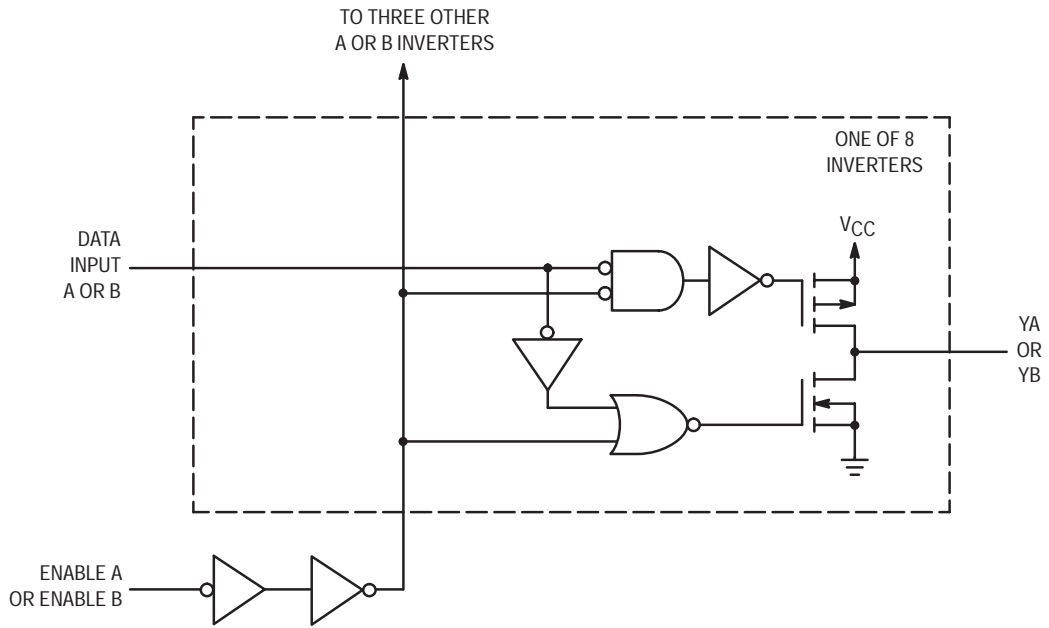 TO THREE OTHER
A OR B INVERTERS
ONE OF 8
INVERTERS
VCC
DATA
INPUT
A OR B
YA
OR
YB
ENABLE A
OR ENABLE B